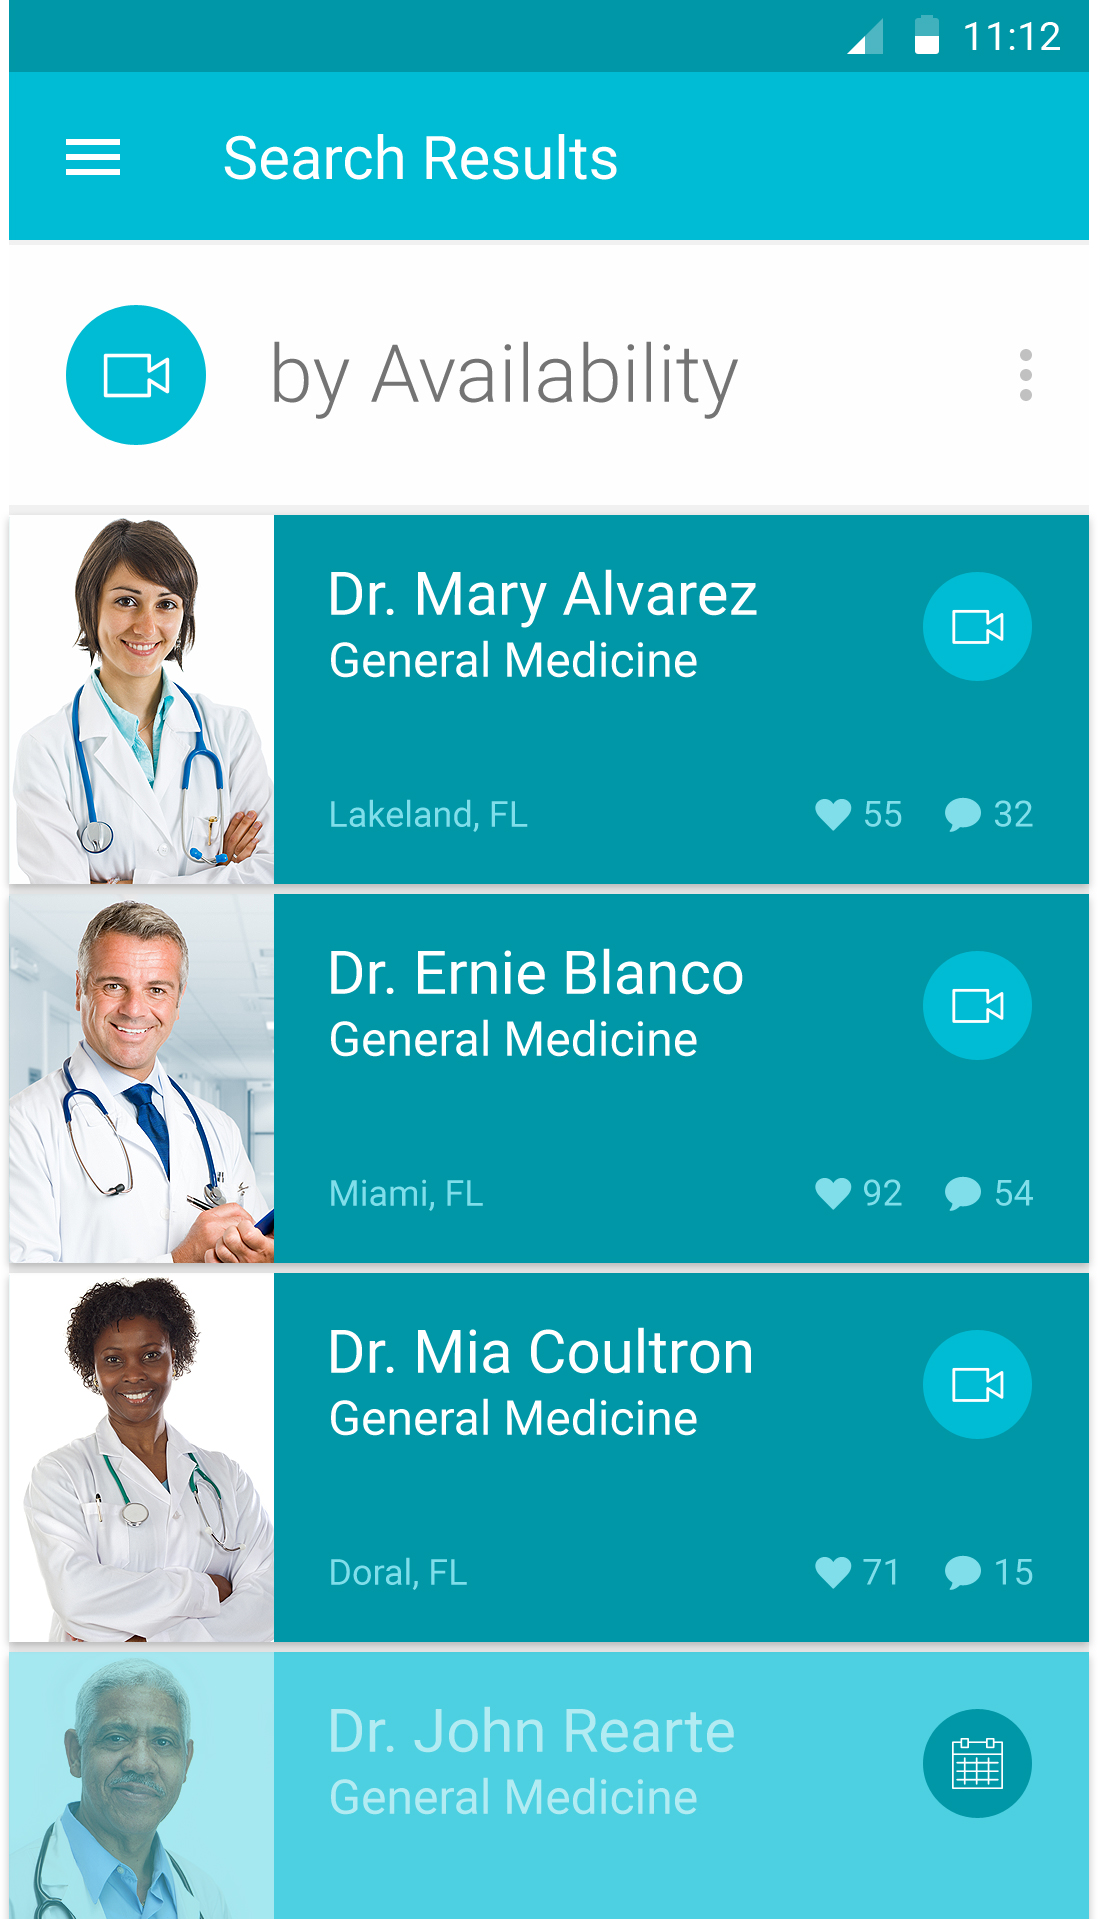 11:12
Search Results
by Availability
Dr. Mary Alvarez
General Medicine
Lakeland, FL 55 32
Dr. Ernie Blanco
General Medicine
Miami, FL 92 54
Dr. Mia Coultron
General Medicine
Doral, FL 71 15
Dr. John Rearte
General Medicine